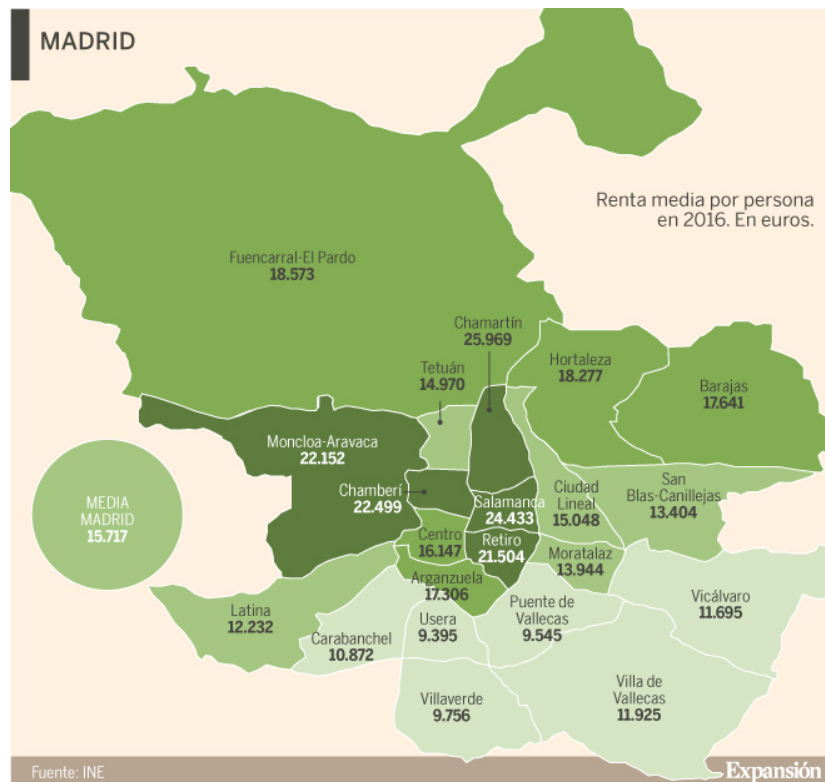 MADRID
Renta media por persona
en 2016. En euros.
Fuencarral-El Pardo
18.573
Chamartín
25.969
Tetuán
14.970
Hortaleza
18.277
Barajas
17.641
Moncloa-Aravaca
22.152
MEDIA
MADRID
15.717
Chamberí
22.499
Salamanca
24.433
Ciudad
Lineal
15.048
San
Blas-Canillejas
13.404
Centro
16.147
Retiro
21.504
Moratalaz
13.944
Arganzuela
17.306
Latina
12.232
Carabanchel
10.872
Usera
9.395
Puente de
Vallecas
9.545
Vicálvaro
11.695
Villaverde
9.756
Villa de
Vallecas
11.925
Fuente: INE
Expansión